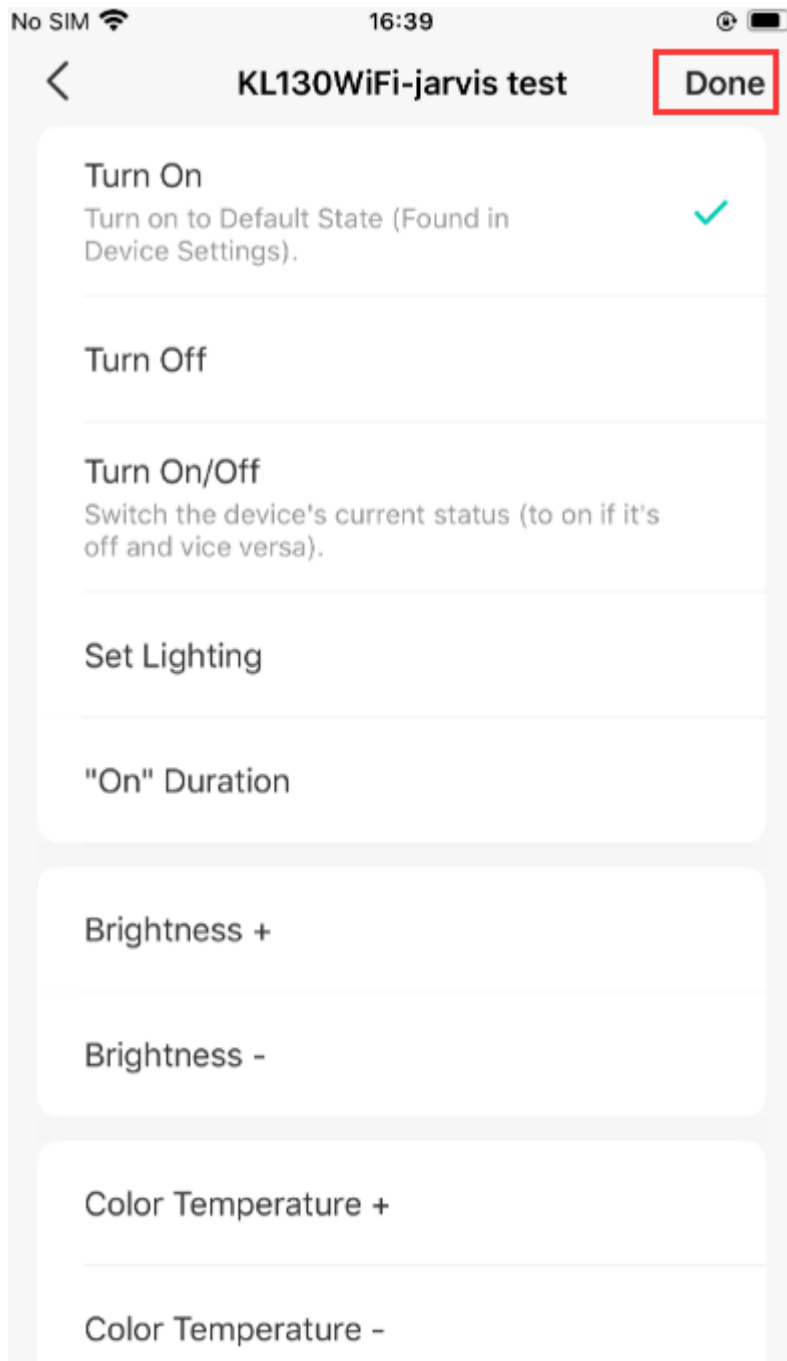 No SIM 16:39
KL130WiFi-jarvis test Done
Turn On
Turn on to Default State (Found in
Device Settings).
Turn Off
Turn On/Off
Switch the device's current status (to on if it's
off and vice versa).
Set Lighting
"On" Duration
Brightness +
Brightness -
Color Temperature +
Color Temperature -